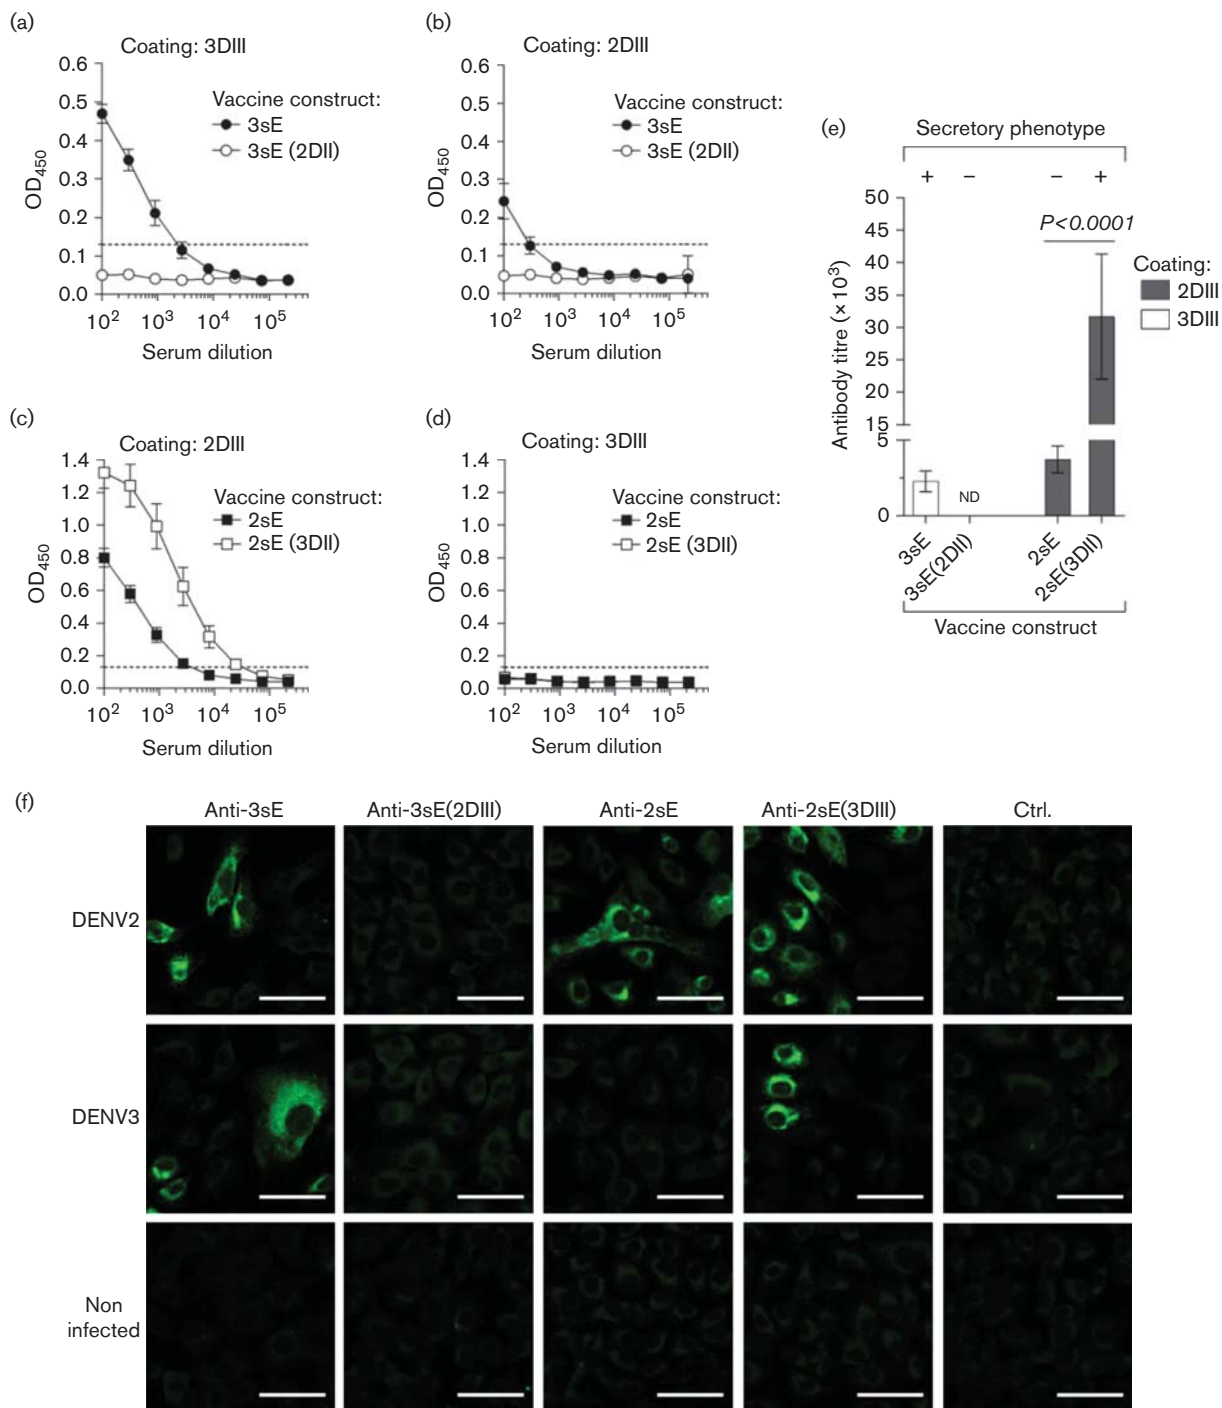 (a)
Coating: 3DIII
0.6
0.5
0.4
0.3
0.2
0.1
0.0
OD450
Vaccine construct:
3sE
3sE (2DII)
10^2
10^3
10^4
10^5
Serum dilution
(b)
Coating: 2DIII
0.6
0.5
0.4
0.3
0.2
0.1
0.0
OD450
Vaccine construct:
3sE
3sE (2DII)
10^2
10^3
10^4
10^5
Serum dilution
(c)
Coating: 2DIII
1.4
1.2
1.0
0.8
0.6
0.4
0.2
0.0
OD450
Vaccine construct:
2sE
2sE (3DII)
10^2
10^3
10^4
10^5
Serum dilution
(d)
Coating: 3DIII
1.4
1.2
1.0
0.8
0.6
0.4
0.2
0.0
OD450
Vaccine construct:
2sE
2sE (3DII)
10^2
10^3
10^4
10^5
Serum dilution
(e)
Secretory phenotype
+ − − +
50
45
40
35
30
25
20
15
5
0
Antibody titre (×10^3)
P<0.0001
ND
Coating:
2DIII
3DIII
3sE
3sE(2DII)
2sE
2sE(3DII)
Vaccine construct
(f)
Anti-3sE Anti-3sE(2DIII) Anti-2sE Anti-2sE(3DIII) Ctrl.
DENV2
DENV3
Non
infected